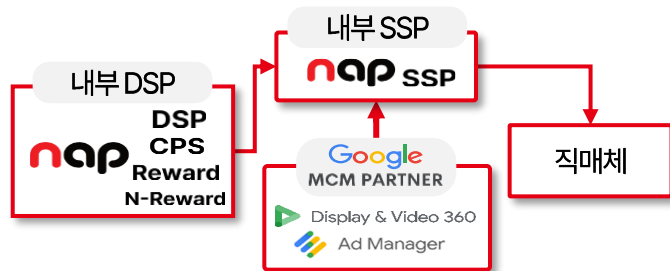 내부 DSP
nap
DSP
CPS
Reward
N-Reward
내부 SSP
nap SSP
Google
MCM PARTNER
Display & Video 360
Ad Manager
직매체